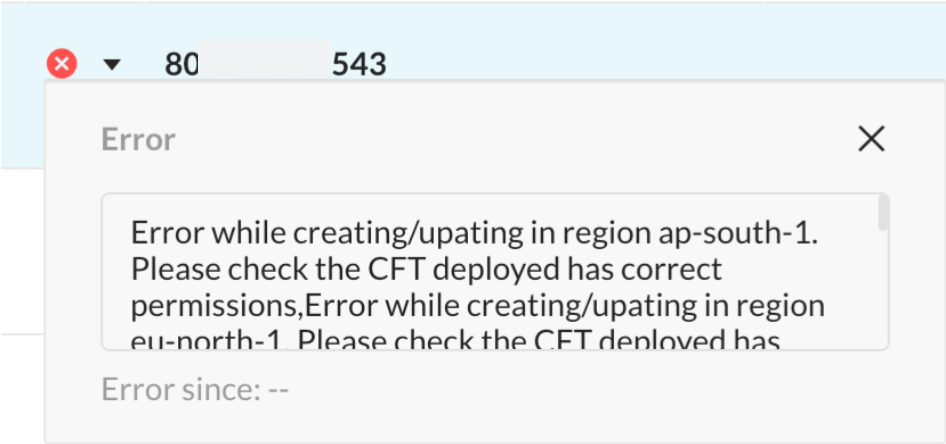 80 543
Error
Error while creating/upating in region ap-south-1.
Please check the CFT deployed has correct
permissions,Error while creating/upating in region
eu-north-1. Please check the CFT deployed has
Error since: --